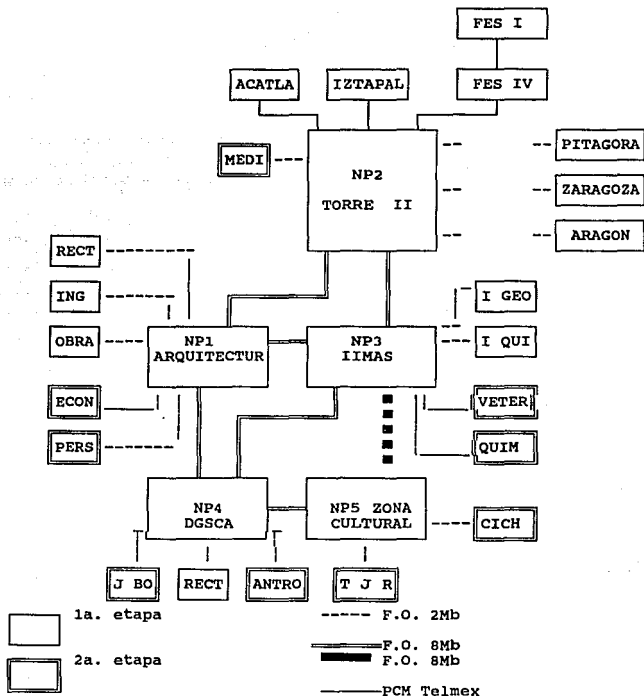 FES I
ACATLA
IZTAPAL
FES IV
MEDI
NP2
TORRE II
PITAGORA
ZARAGOZA
ARAGON
RECT
ING
OBRA
ECON
PERS
NP1
ARQUITECTUR
NP3
IIMAS
I GEO
I QUI
VETER
QUIM
NP4
DGSCA
NP5 ZONA
CULTURAL
CICH
J BO
RECT
ANTRO
T J R
1a. etapa
2a. etapa
F.O. 2Mb
F.O. 8Mb
F.O. 8Mb
PCM Telmex